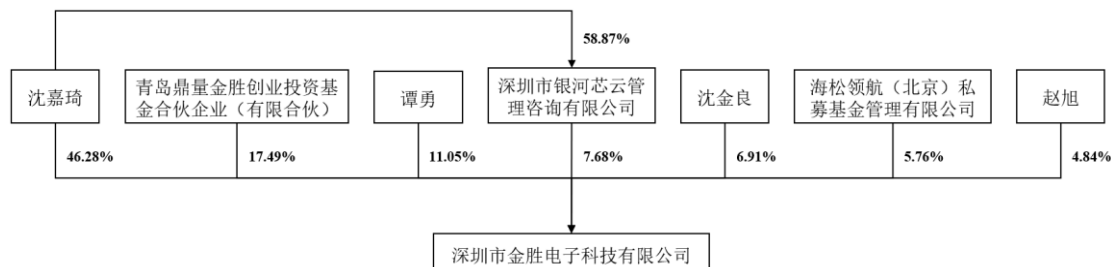 58.87%
沈嘉琦
青岛鼎量金胜创业投资基
金合伙企业（有限合伙）
谭勇
深圳市银河芯云管
理咨询有限公司
沈金良
海松领航（北京）私
募基金管理有限公司
赵旭
46.28%
17.49%
11.05%
7.68%
6.91%
5.76%
4.84%
深圳市金胜电子科技有限公司